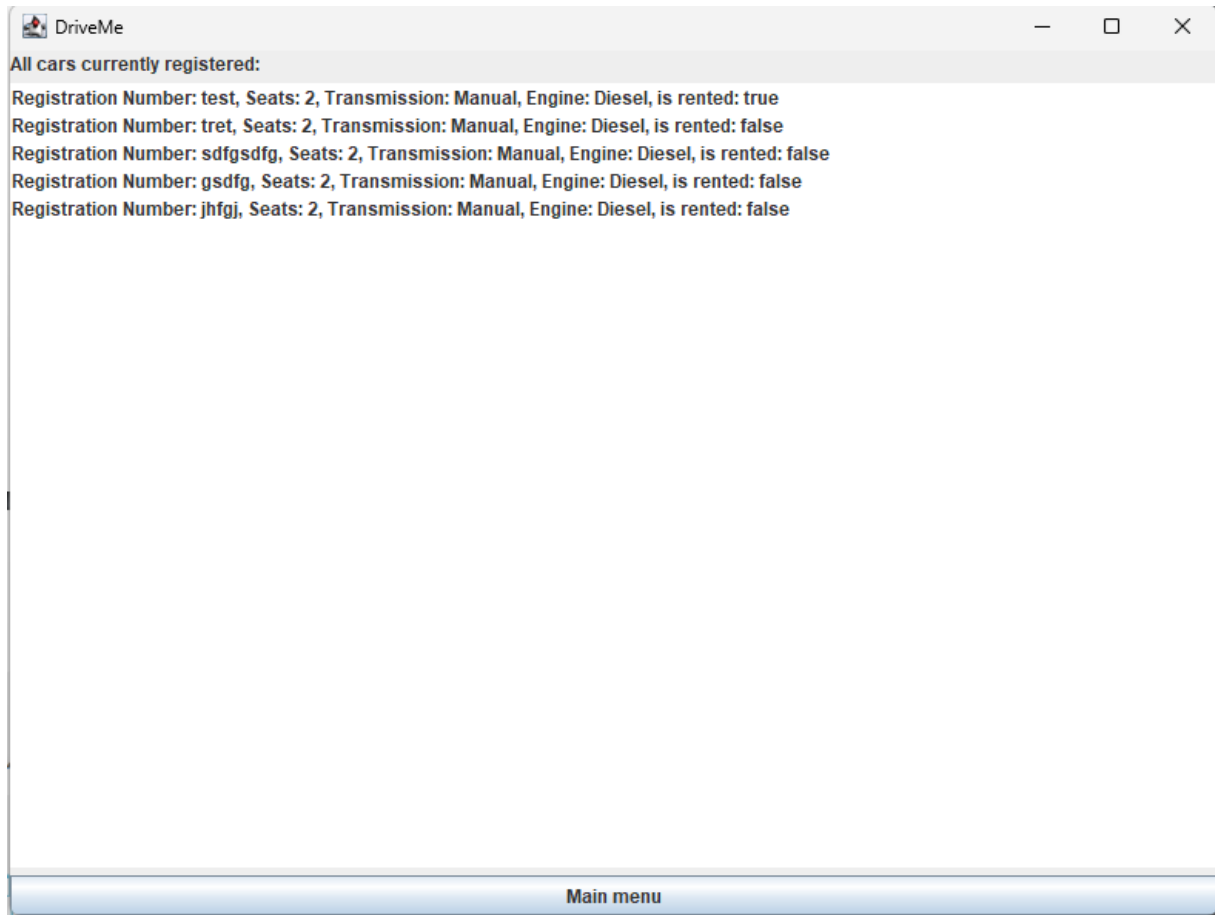 DriveMe
All cars currently registered:
Registration Number: test, Seats: 2, Transmission: Manual, Engine: Diesel, is rented: true
Registration Number: tret, Seats: 2, Transmission: Manual, Engine: Diesel, is rented: false
Registration Number: sdfgsdfg, Seats: 2, Transmission: Manual, Engine: Diesel, is rented: false
Registration Number: gsdfg, Seats: 2, Transmission: Manual, Engine: Diesel, is rented: false
Registration Number: jhfgj, Seats: 2, Transmission: Manual, Engine: Diesel, is rented: false
Main menu